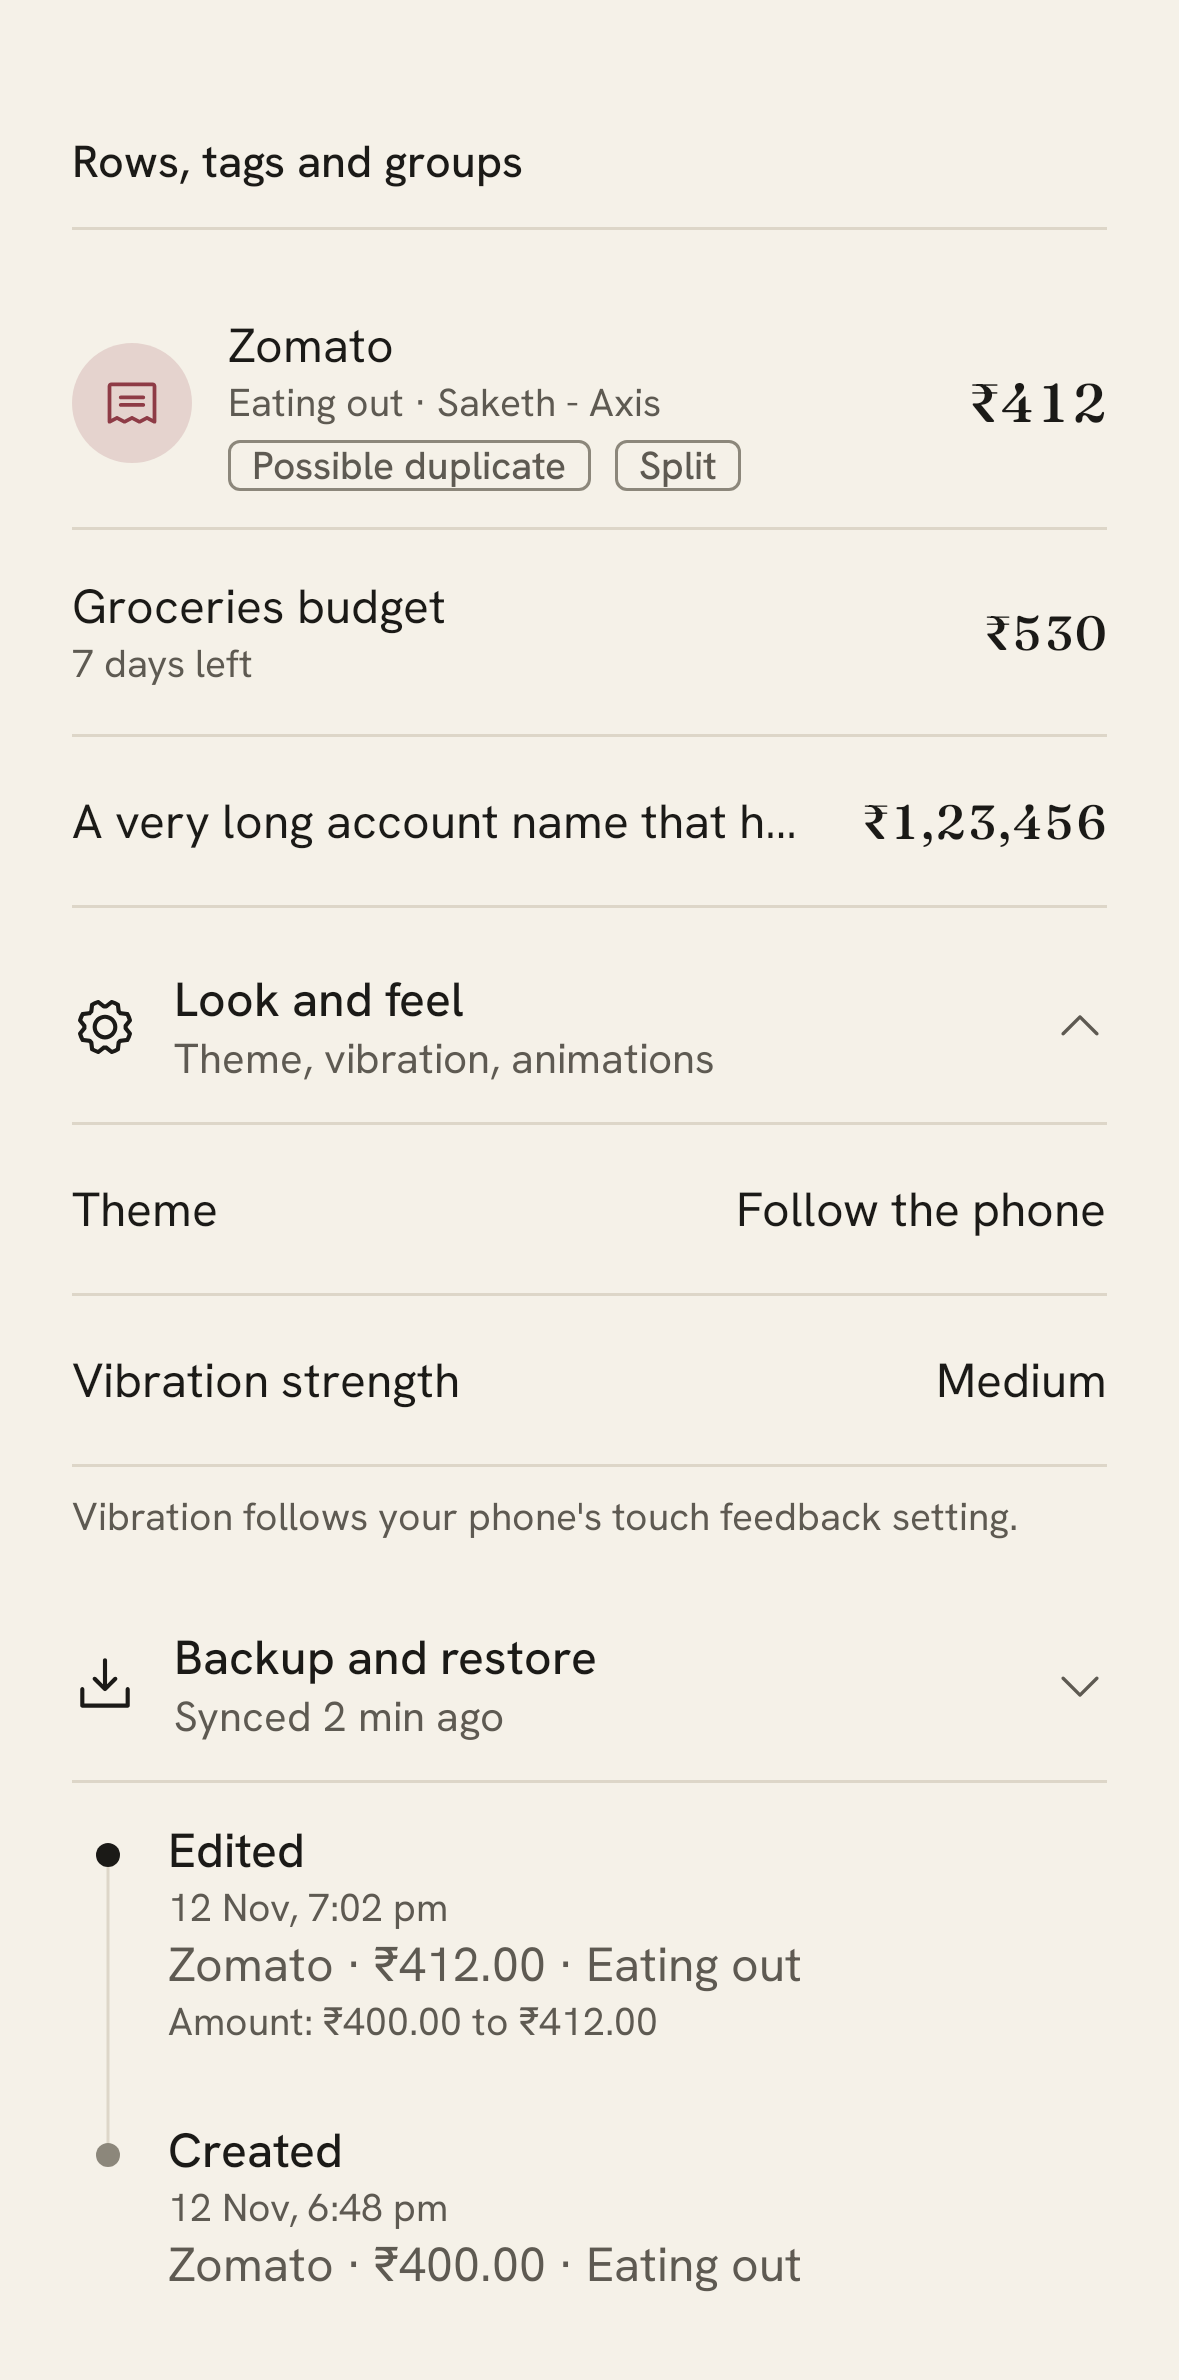 Rows, tags and groups
Zomato
Eating out · Saketh - Axis
₹412
Possible duplicate
Split
Groceries budget
7 days left
₹530
A very long account name that h...
₹1,23,456
Look and feel
Theme, vibration, animations
Theme
Follow the phone
Vibration strength
Medium
Vibration follows your phone's touch feedback setting.
Backup and restore
Synced 2 min ago
Edited
12 Nov, 7:02 pm
Zomato · ₹412.00 · Eating out
Amount: ₹400.00 to ₹412.00
Created
12 Nov, 6:48 pm
Zomato · ₹400.00 · Eating out